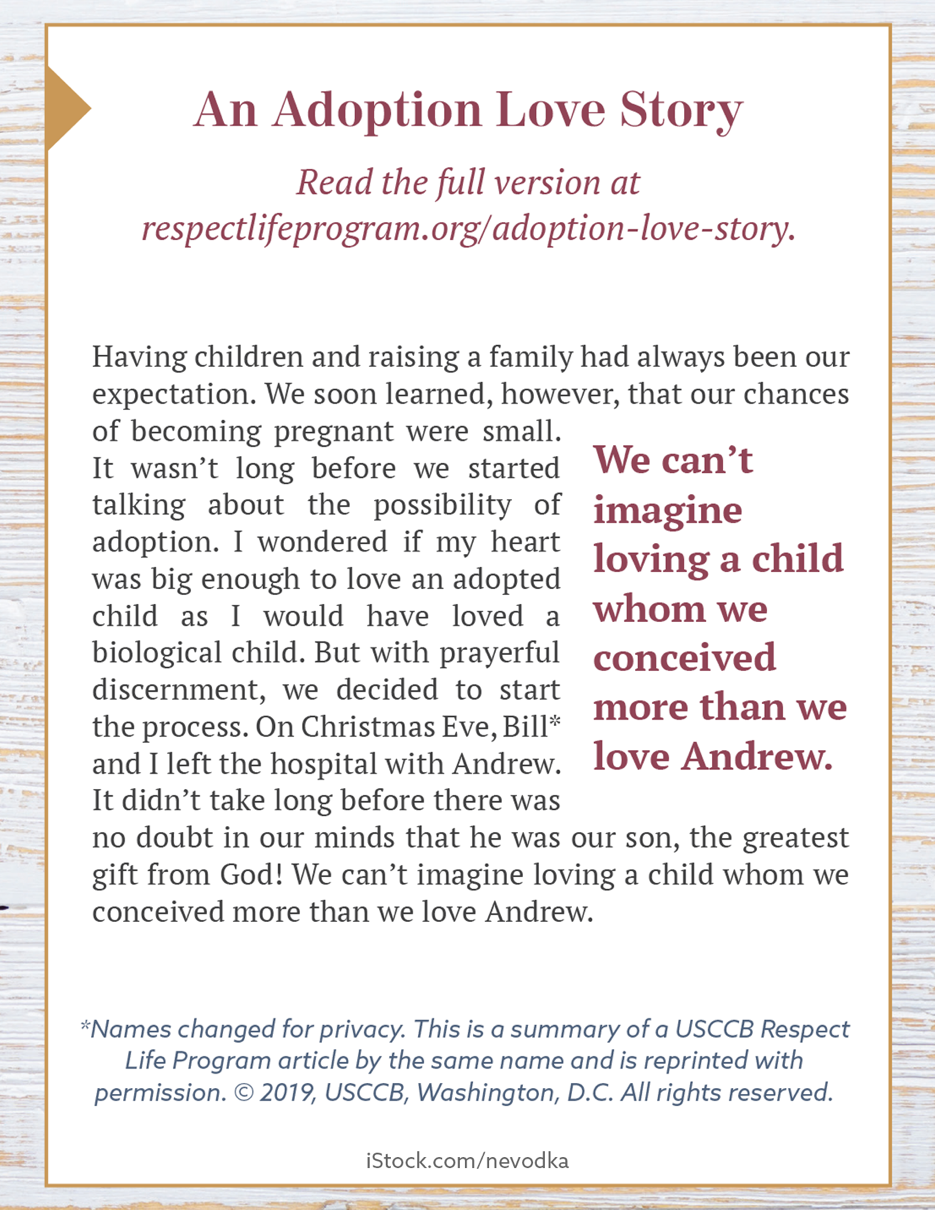 An Adoption Love Story
Read the full version at
respectlifeprogram.org/adoption-love-story.
Having children and raising a family had always been our
expectation. We soon learned, however, that our chances
of becoming pregnant were small.
It wasn’t long before we started
talking about the possibility of
adoption. I wondered if my heart
was big enough to love an adopted
child as I would have loved a
biological child. But with prayerful
discernment, we decided to start
the process. On Christmas Eve, Bill*
and I left the hospital with Andrew.
It didn’t take long before there was
no doubt in our minds that he was our son, the greatest
gift from God! We can’t imagine loving a child whom we
conceived more than we love Andrew.
We can’t
imagine
loving a child
whom we
conceived
more than we
love Andrew.
*Names changed for privacy. This is a summary of a USCCB Respect
Life Program article by the same name and is reprinted with
permission. © 2019, USCCB, Washington, D.C. All rights reserved.
iStock.com/nevodka